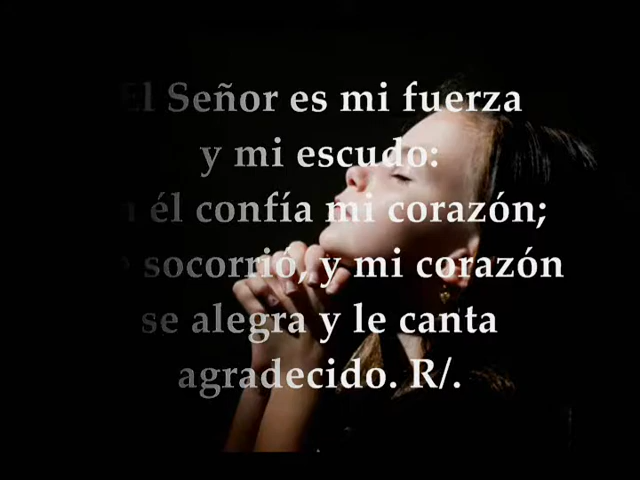 El Señor es mi fuerza
y mi escudo:
él confía mi corazón;
socorrió, y mi corazón
se alegra y le canta
agradecido. R/.